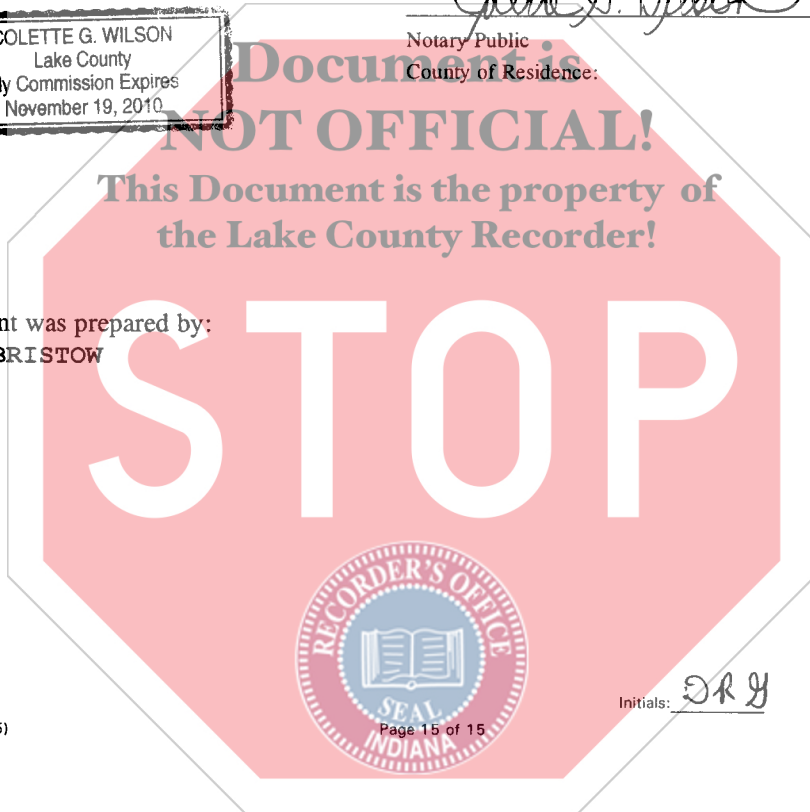 COLETTE G. WILSON
Lake County
y Commission Expires
November 19, 2010
Notary Public
County of Residence:
Document is
NOT OFFICIAL!
This Document is the property of
the Lake County Recorder!
nt was prepared by:
BRISTOW
STOP
RECORDER'S OFFICE
SEAL
INDIANA
Initials: DRG
5)
Page 15 of 15